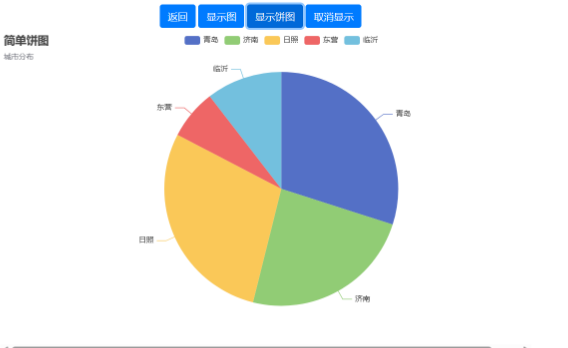 返回 显示图 显示饼图 取消显示
简单饼图
城市分布
青岛 济南 日照 东营 临沂
临沂
青岛
东营
日照
济南